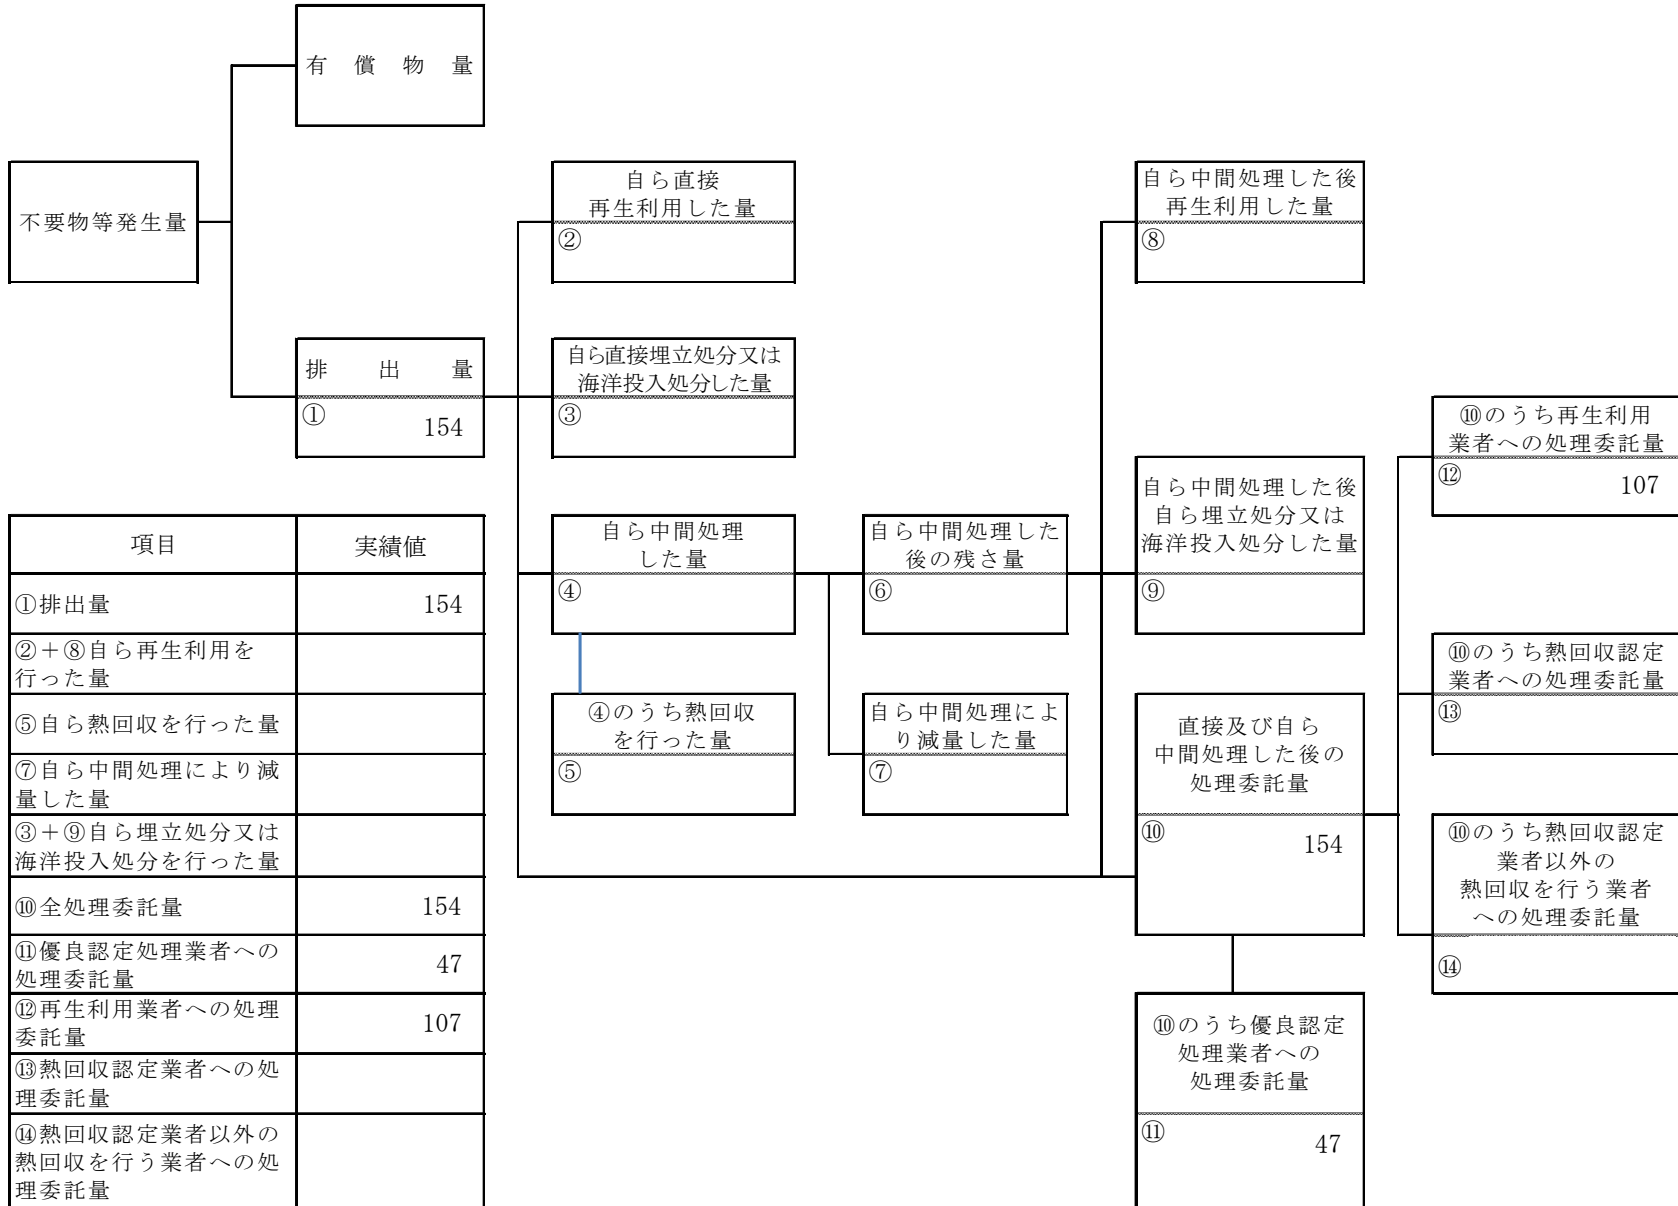 有償物量
不要物等発生量
自ら直接
再生利用した量
②
自ら中間処理した後
再生利用した量
⑧
排出量
①
154
自ら直接埋立処分又は
海洋投入処分した量
③
⑩のうち再生利用
業者への処理委託量
⑫
107
自ら中間処理した後
自ら埋立処分又は
海洋投入処分した量
⑨
自ら中間処理
した量
④
自ら中間処理した
後の残さ量
⑥
⑩のうち熱回収認定
業者への処理委託量
⑬
④のうち熱回収
を行った量
⑤
自ら中間処理によ
り減量した量
⑦
直接及び自ら
中間処理した後の
処理委託量
⑩
154
⑩のうち熱回収認定
業者以外の
熱回収を行う業者
への処理委託量
⑭
⑩のうち優良認定
処理業者への
処理委託量
⑪
47
項目 実績値
①排出量 154
②＋⑧自ら再生利用を
行った量
⑤自ら熱回収を行った量
⑦自ら中間処理により減
量した量
③＋⑨自ら埋立処分又は
海洋投入処分を行った量
⑩全処理委託量 154
⑪優良認定処理業者への
処理委託量 47
⑫再生利用業者への処理
委託量 107
⑬熱回収認定業者への処
理委託量
⑭熱回収認定業者以外の
熱回収を行う業者への処
理委託量